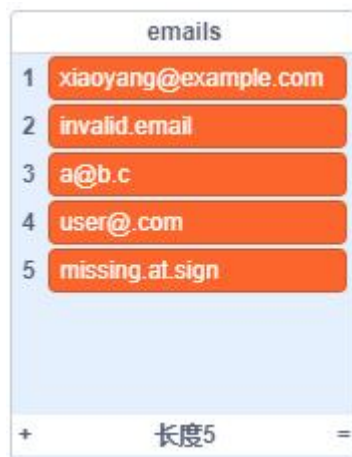 emails
1 xiaoyang@example.com
2 invalid.email
3 a@b.c
4 user@.com
5 missing.at.sign
+ 长度5 =